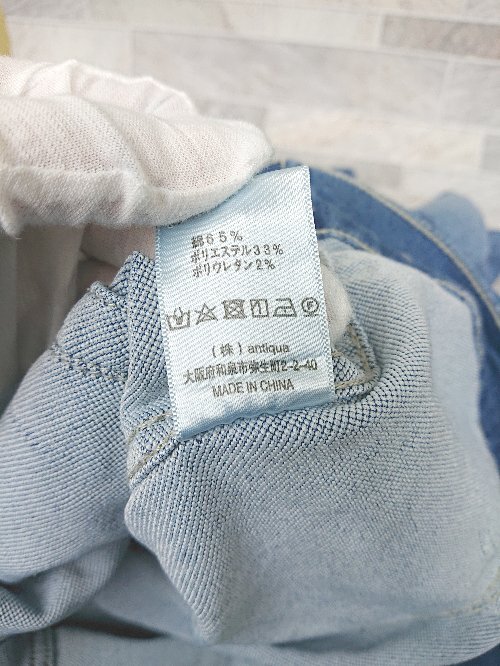 綿65%
ポリエステル33%
ポリウレタン2%
(株) antiqua
大阪府和泉市弥生町2-2-40
MADE IN CHINA